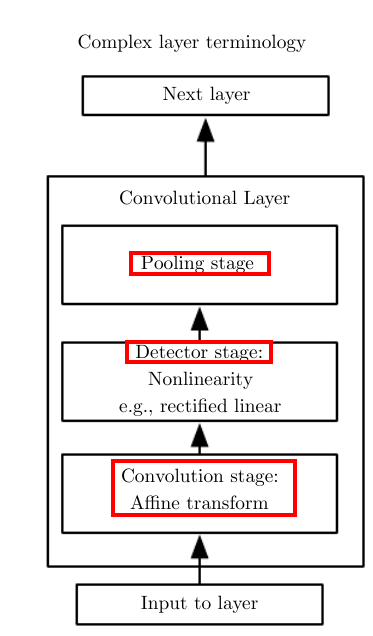 Complex layer terminology
Next layer
Convolutional Layer
Pooling stage
Detector stage:
Nonlinearity
e.g., rectified linear
Convolution stage:
Affine transform
Input to layer